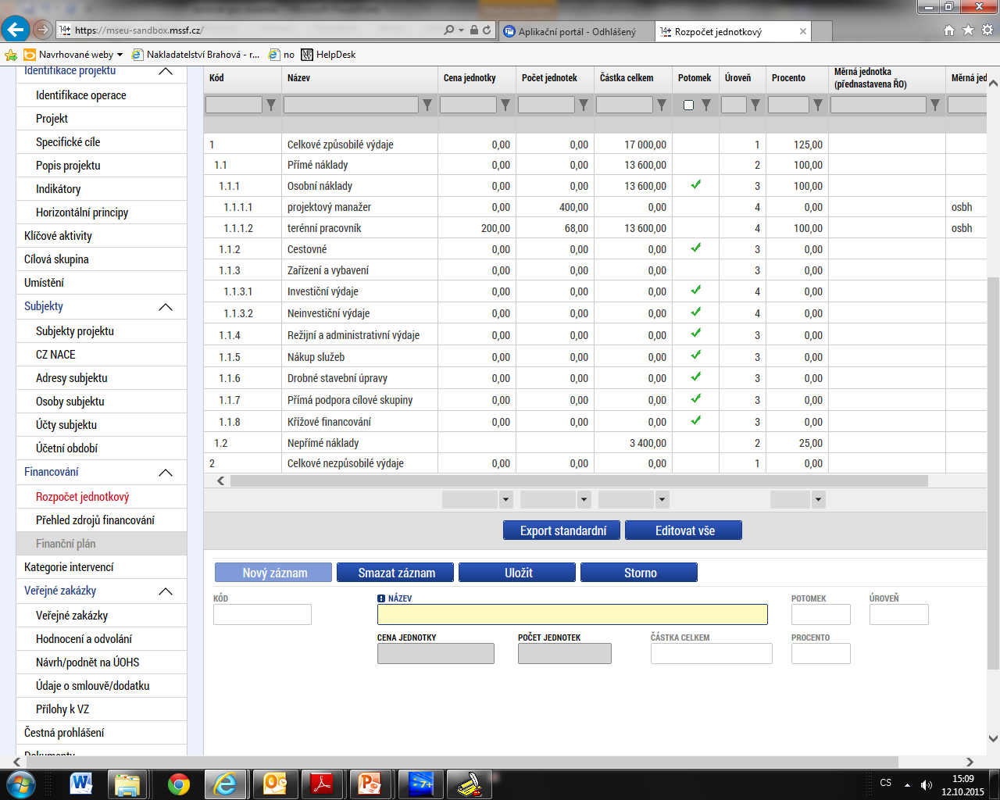 https://mseu-sandbox.mssf.cz/
Aplikační portál - Odhlášený
Rozpočet jednotkový
Navrhované weby
Nakladatelství Brahová - r...
no
HelpDesk
Identifikace projektu
Identifikace operace
Projekt
Specifické cíle
Popis projektu
Indikátory
Horizontální principy
Klíčové aktivity
Cílová skupina
Umístění
Subjekty
Subjekty projektu
CZ NACE
Adresy subjektu
Osoby subjektu
Účty subjektu
Účetní období
Financování
Rozpočet jednotkový
Přehled zdrojů financování
Finanční plán
Kategorie intervencí
Veřejné zakázky
Veřejné zakázky
Hodnocení a odvolání
Návrh/podnět na ÚOHS
Údaje o smlouvě/dodatku
Přílohy k VZ
Čestná prohlášení
Dokumenty
Kód Název Cena jednotky Počet jednotek Částka celkem Potomek Úroveň Procento Měrná jednotka (přednastavena ŘO) Měrná jed
1 Celkové způsobilé výdaje 0,00 0,00 17 000,00 1 125,00
1.1 Přímé náklady 0,00 0,00 13 600,00 2 100,00
1.1.1 Osobní náklady 0,00 0,00 13 600,00 3 100,00
1.1.1.1 projektový manažer 0,00 400,00 0,00 4 0,00 osbh
1.1.1.2 terénní pracovník 200,00 68,00 13 600,00 4 100,00 osbh
1.1.2 Cestovné 0,00 0,00 0,00 3 0,00
1.1.3 Zařízení a vybavení 0,00 0,00 0,00 3 0,00
1.1.3.1 Investiční výdaje 0,00 0,00 0,00 4 0,00
1.1.3.2 Neinvestiční výdaje 0,00 0,00 0,00 4 0,00
1.1.4 Režijní a administrativní výdaje 0,00 0,00 0,00 3 0,00
1.1.5 Nákup služeb 0,00 0,00 0,00 3 0,00
1.1.6 Drobné stavební úpravy 0,00 0,00 0,00 3 0,00
1.1.7 Přímá podpora cílové skupiny 0,00 0,00 0,00 3 0,00
1.1.8 Křížové financování 0,00 0,00 0,00 3 0,00
1.2 Nepřímé náklady 3 400,00 2 25,00
2 Celkové nezpůsobilé výdaje 0,00 0,00 0,00 1 0,00
Export standardní Editovat vše
Nový záznam Smazat záznam Uložit Storno
KÓD NÁZEV POTOMEK ÚROVEŇ
CENA JEDNOTKY POČET JEDNOTEK ČÁSTKA CELKEM PROCENTO
CS
15:09
12.10.2015